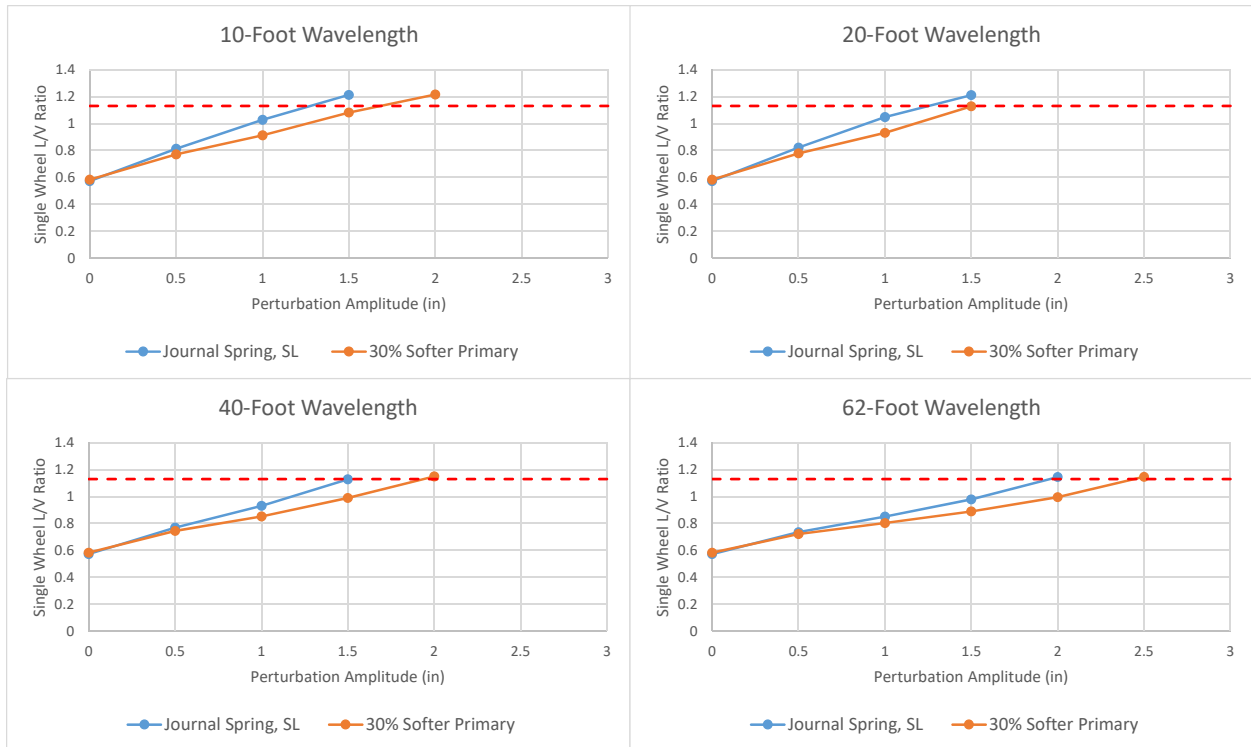 10-Foot Wavelength
Single Wheel L/V Ratio
1.4
1.2
1
0.8
0.6
0.4
0.2
0
0 0.5 1 1.5 2 2.5 3
Perturbation Amplitude (in)
Journal Spring, SL 30% Softer Primary
20-Foot Wavelength
Single Wheel L/V Ratio
1.4
1.2
1
0.8
0.6
0.4
0.2
0
0 0.5 1 1.5 2 2.5 3
Perturbation Amplitude (in)
Journal Spring, SL 30% Softer Primary
40-Foot Wavelength
Single Wheel L/V Ratio
1.4
1.2
1
0.8
0.6
0.4
0.2
0
0 0.5 1 1.5 2 2.5 3
Perturbation Amplitude (in)
Journal Spring, SL 30% Softer Primary
62-Foot Wavelength
Single Wheel L/V Ratio
1.4
1.2
1
0.8
0.6
0.4
0.2
0
0 0.5 1 1.5 2 2.5 3
Perturbation Amplitude (in)
Journal Spring, SL 30% Softer Primary